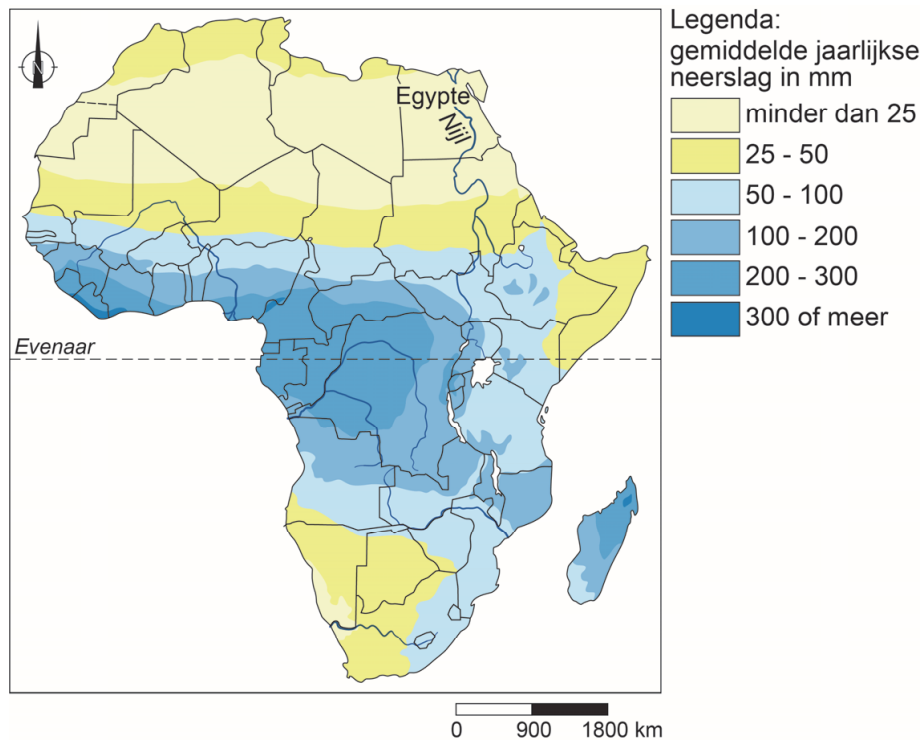 Legenda:
gemiddelde jaarlijkse
neerslag in mm
minder dan 25
25 - 50
50 - 100
100 - 200
200 - 300
300 of meer
N
Egypte
Nijl
Evenaar
0 900 1800 km